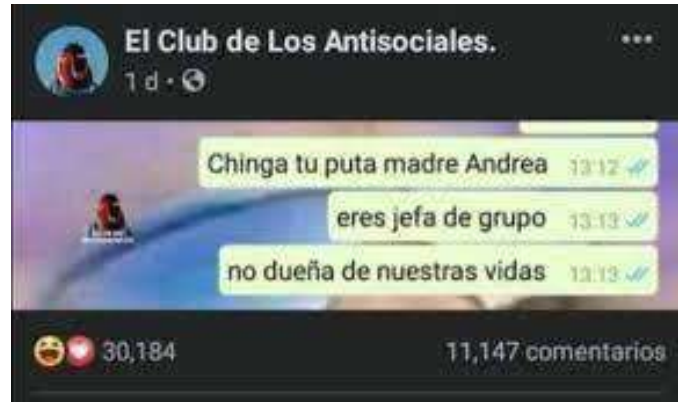 El Club de Los Antisociales.
1 d ·
Chinga tu puta madre Andrea 13:12
eres jefa de grupo 13:13
no dueña de nuestras vidas 13:13
30,184 11,147 comentarios